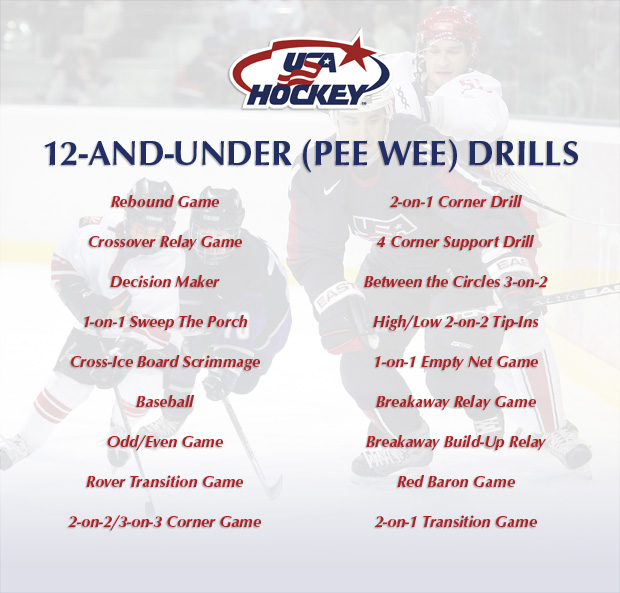 USA
HOCKEY
12-AND-UNDER (PEE WEE) DRILLS
Rebound Game
Crossover Relay Game
Decision Maker
1-on-1 Sweep The Porch
Cross-Ice Board Scrimmage
Baseball
Odd/Even Game
Rover Transition Game
2-on-2/3-on-3 Corner Game
2-on-1 Corner Drill
4 Corner Support Drill
Between the Circles 3-on-2
High/Low 2-on-2 Tip-Ins
1-on-1 Empty Net Game
Breakaway Relay Game
Breakaway Build-Up Relay
Red Baron Game
2-on-1 Transition Game
USA
EASTON